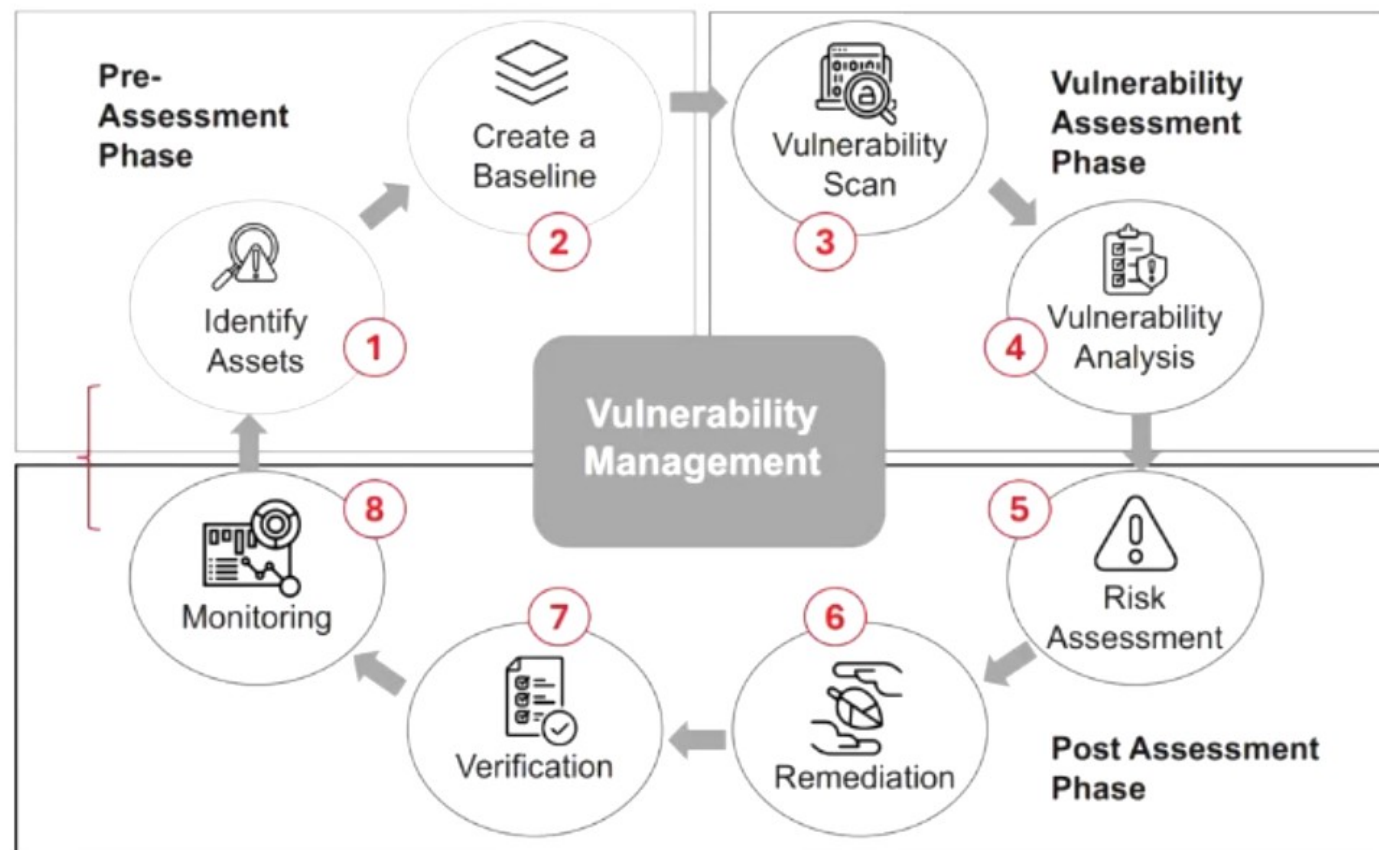 Pre-
Assessment
Phase
Create a
Baseline
2
Identify
Assets
1
Vulnerability
Scan
3
Vulnerability
Assessment
Phase
Vulnerability
Analysis
4
Vulnerability
Management
5
Risk
Assessment
6
Remediation
Post Assessment
Phase
7
Verification
8
Monitoring